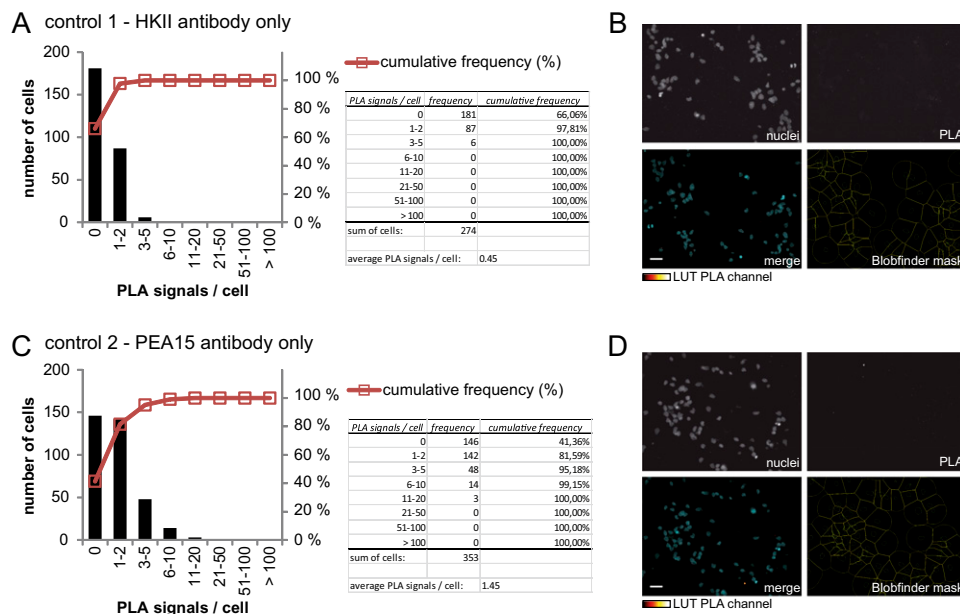 A control 1 - HKII antibody only
number of cells
200
150
100
50
0
100 %
80 %
60 %
40 %
20 %
0 %
0 1-2 3-5 6-10 11-20 21-50 51-100 > 100
PLA signals / cell
cumulative frequency (%)
PLA signals / cell frequency cumulative frequency
0 181 66,06%
1-2 87 97,81%
3-5 6 100,00%
6-10 0 100,00%
11-20 0 100,00%
21-50 0 100,00%
51-100 0 100,00%
> 100 0 100,00%
sum of cells: 274
average PLA signals / cell: 0.45
B
nuclei
PLA
merge
Blobfinder mask
LUT PLA channel
C control 2 - PEA15 antibody only
number of cells
200
150
100
50
0
100 %
80 %
60 %
40 %
20 %
0 %
0 1-2 3-5 6-10 11-20 21-50 51-100 > 100
PLA signals / cell
cumulative frequency (%)
PLA signals / cell frequency cumulative frequency
0 146 41,36%
1-2 142 81,59%
3-5 48 95,18%
6-10 14 99,15%
11-20 3 100,00%
21-50 0 100,00%
51-100 0 100,00%
> 100 0 100,00%
sum of cells: 353
average PLA signals / cell: 1.45
D
nuclei
PLA
merge
Blobfinder mask
LUT PLA channel